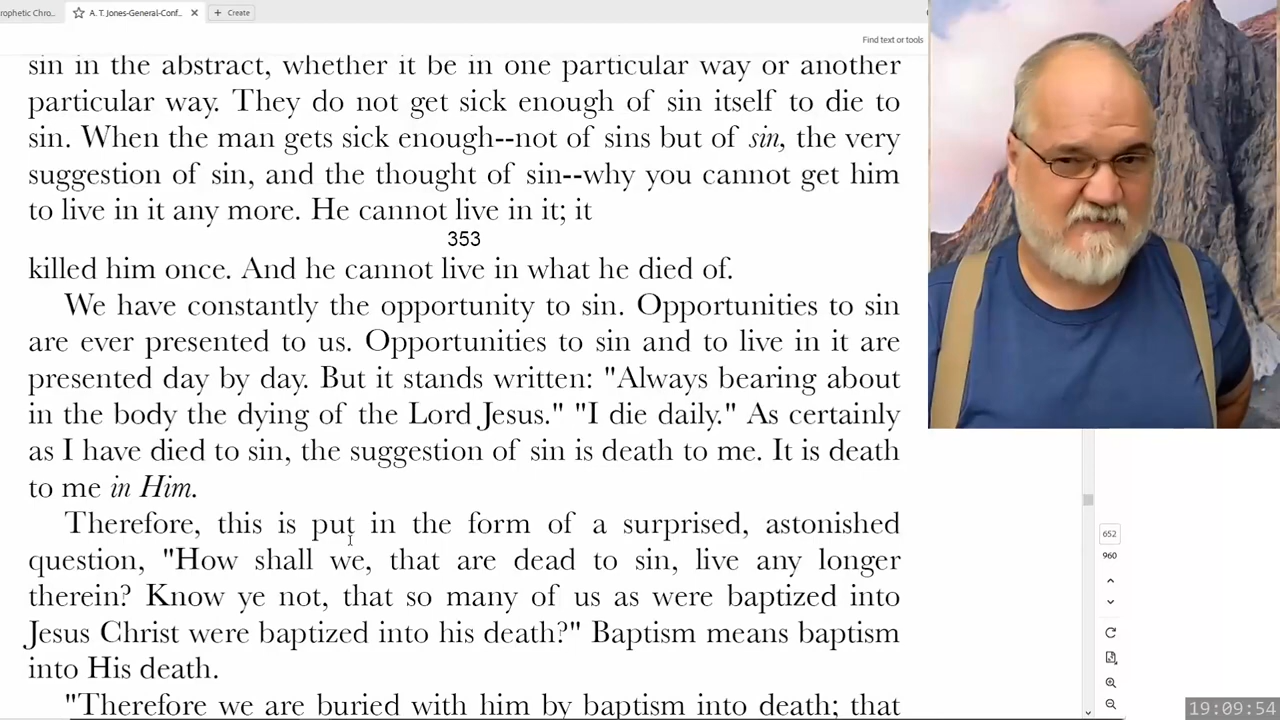 rophetic Chro...
A. T. Jones-General-Conf...
Create
Find text or tools
sin in the abstract, whether it be in one particular way or another
particular way. They do not get sick enough of sin itself to die to
sin. When the man gets sick enough--not of sins but of sin, the very
suggestion of sin, and the thought of sin--why you cannot get him
to live in it any more. He cannot live in it; it
353
killed him once. And he cannot live in what he died of.
We have constantly the opportunity to sin. Opportunities to sin
are ever presented to us. Opportunities to sin and to live in it are
presented day by day. But it stands written: "Always bearing about
in the body the dying of the Lord Jesus." "I die daily." As certainly
as I have died to sin, the suggestion of sin is death to me. It is death
to me in Him.
Therefore, this is put in the form of a surprised, astonished
question, "How shall we, that are dead to sin, live any longer
therein? Know ye not, that so many of us as were baptized into
Jesus Christ were baptized into his death?" Baptism means baptism
into His death.
"Therefore we are buried with him by baptism into death; that
652
960
19:09:54